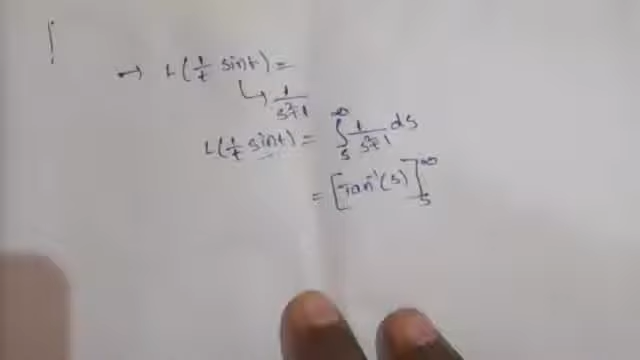 → L(1/t sint) =
↳ 1/(s²+1)
L(1/t sint) = ∫_s^∞ 1/(s²+1) ds
= [Tan⁻¹(s)]_s^∞